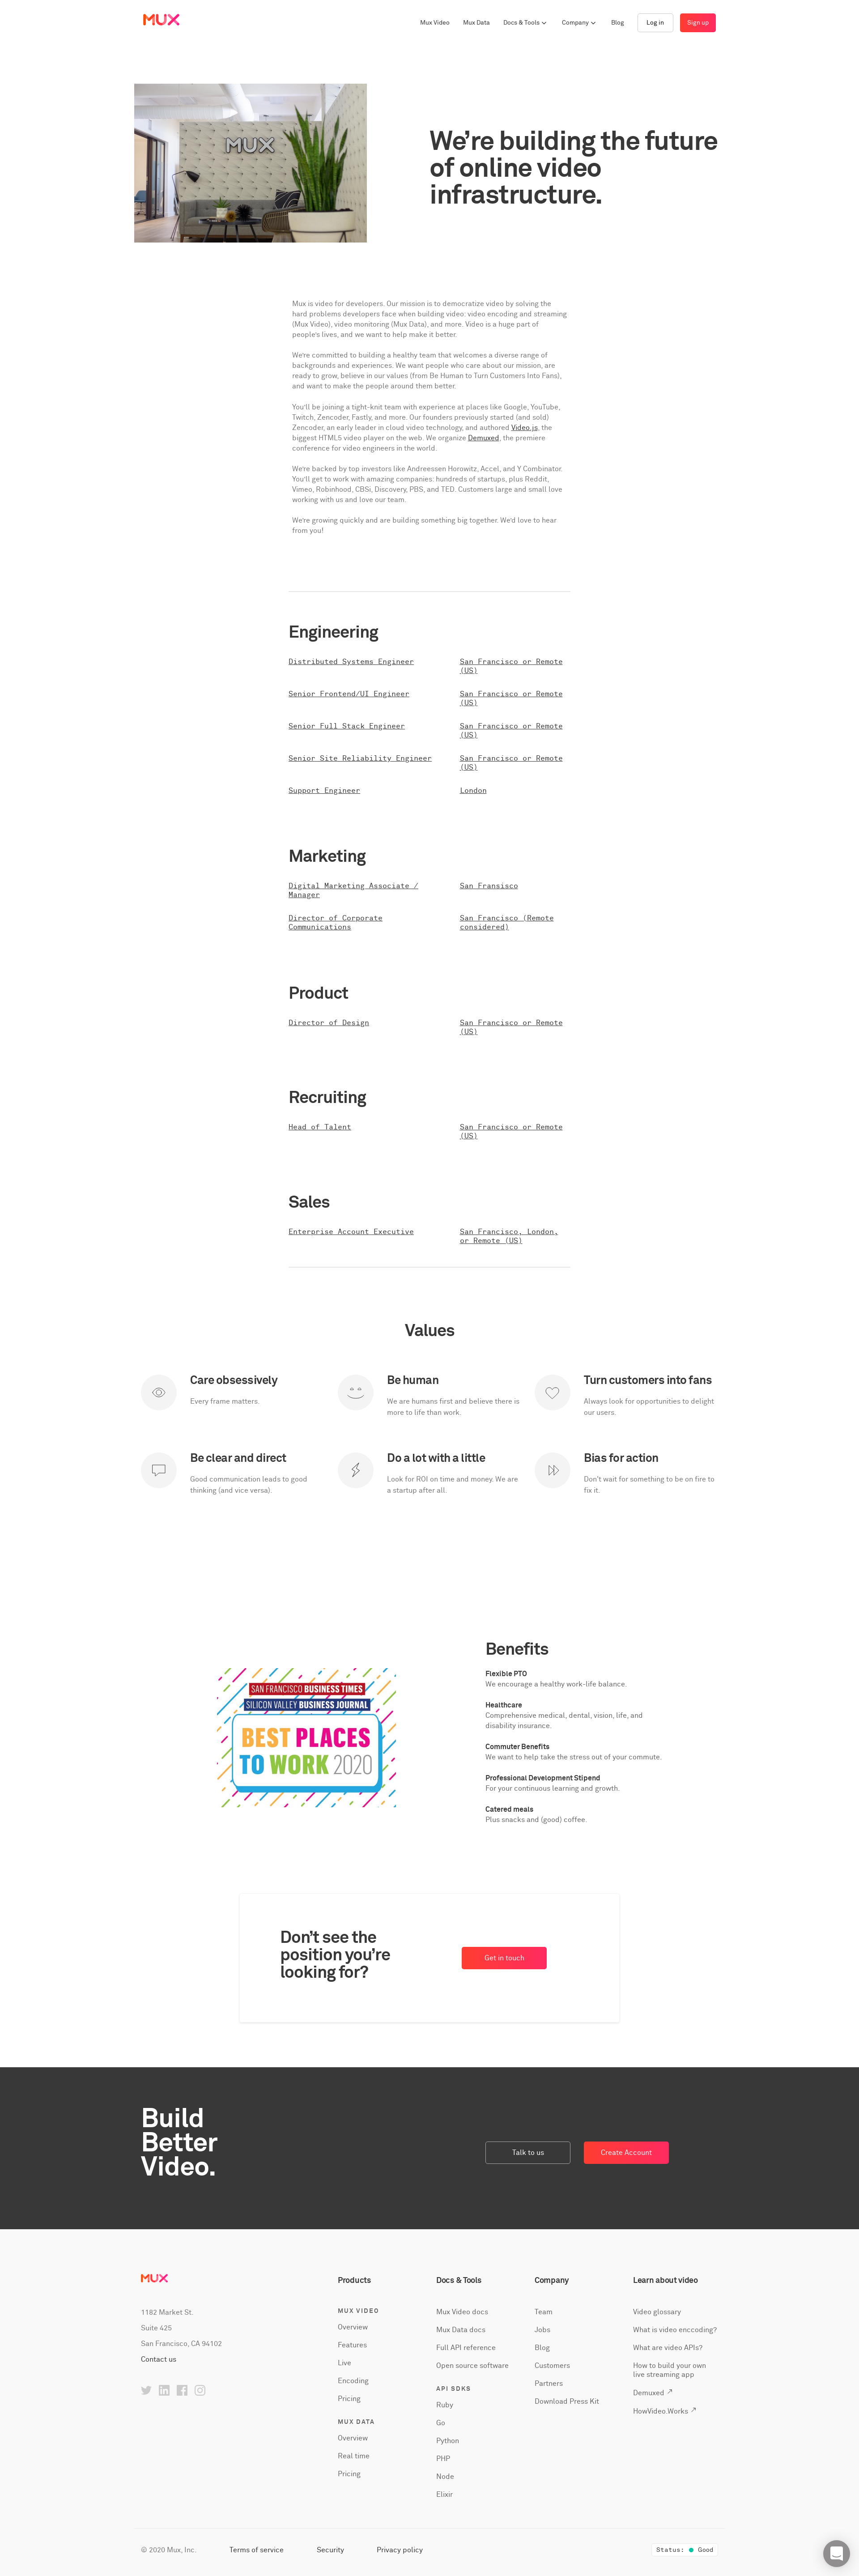 MUX
Mux Video
Mux Data
Docs & Tools
Company
Blog
Log in
Sign up
MUX
We're building the future
of online video
infrastructure.
Mux is video for developers. Our mission is to democratize video by solving the
hard problems developers face when building video: video encoding and streaming
(Mux Video), video monitoring (Mux Data), and more. Video is a huge part of
people's lives, and we want to help make it better.
We're committed to building a healthy team that welcomes a diverse range of
backgrounds and experiences. We want people who care about our mission, are
ready to grow, believe in our values (from Be Human to Turn Customers Into Fans),
and want to make the people around them better.
You'll be joining a tight-knit team with experience at places like Google, YouTube,
Twitch, Zencoder, Fastly, and more. Our founders previously started (and sold)
Zencoder, an early leader in cloud video technology, and authored Video.js, the
biggest HTML5 video player on the web. We organize Demuxed, the premiere
conference for video engineers in the world.
We're backed by top investors like Andreessen Horowitz, Accel, and Y Combinator.
You'll get to work with amazing companies: hundreds of startups, plus Reddit,
Vimeo, Robinhood, CBSi, Discovery, PBS, and TED. Customers large and small love
working with us and love our team.
We're growing quickly and are building something big together. We'd love to hear
from you!
Engineering
Distributed Systems Engineer
San Francisco or Remote
(US)
Senior Frontend/UI Engineer
San Francisco or Remote
(US)
Senior Full Stack Engineer
San Francisco or Remote
(US)
Senior Site Reliability Engineer
San Francisco or Remote
(US)
Support Engineer
London
Marketing
Digital Marketing Associate /
Manager
San Fransisco
Director of Corporate
Communications
San Francisco (Remote
considered)
Product
Director of Design
San Francisco or Remote
(US)
Recruiting
Head of Talent
San Francisco or Remote
(US)
Sales
Enterprise Account Executive
San Francisco, London,
or Remote (US)
Values
Care obsessively
Every frame matters.
Be human
We are humans first and believe there is
more to life than work.
Turn customers into fans
Always look for opportunities to delight
our users.
Be clear and direct
Good communication leads to good
thinking (and vice versa).
Do a lot with a little
Look for ROI on time and money. We are
a startup after all.
Bias for action
Don't wait for something to be on fire to
fix it.
SAN FRANCISCO BUSINESS TIMES
SILICON VALLEY BUSINESS JOURNAL
BEST PLACES
TO WORK 2020
Benefits
Flexible PTO
We encourage a healthy work-life balance.
Healthcare
Comprehensive medical, dental, vision, life, and
disability insurance.
Commuter Benefits
We want to help take the stress out of your commute.
Professional Development Stipend
For your continuous learning and growth.
Catered meals
Plus snacks and (good) coffee.
Don't see the
position you're
looking for?
Get in touch
Build
Better
Video.
Talk to us
Create Account
MUX
1182 Market St.
Suite 425
San Francisco, CA 94102
Contact us
Products
MUX VIDEO
Overview
Features
Live
Encoding
Pricing
MUX DATA
Overview
Real time
Pricing
Docs & Tools
Mux Video docs
Mux Data docs
Full API reference
Open source software
API SDKS
Ruby
Go
Python
PHP
Node
Elixir
Company
Team
Jobs
Blog
Customers
Partners
Download Press Kit
Learn about video
Video glossary
What is video enccoding?
What are video APIs?
How to build your own
live streaming app
Demuxed ↗
HowVideo.Works ↗
© 2020 Mux, Inc.
Terms of service
Security
Privacy policy
Status: ● Good